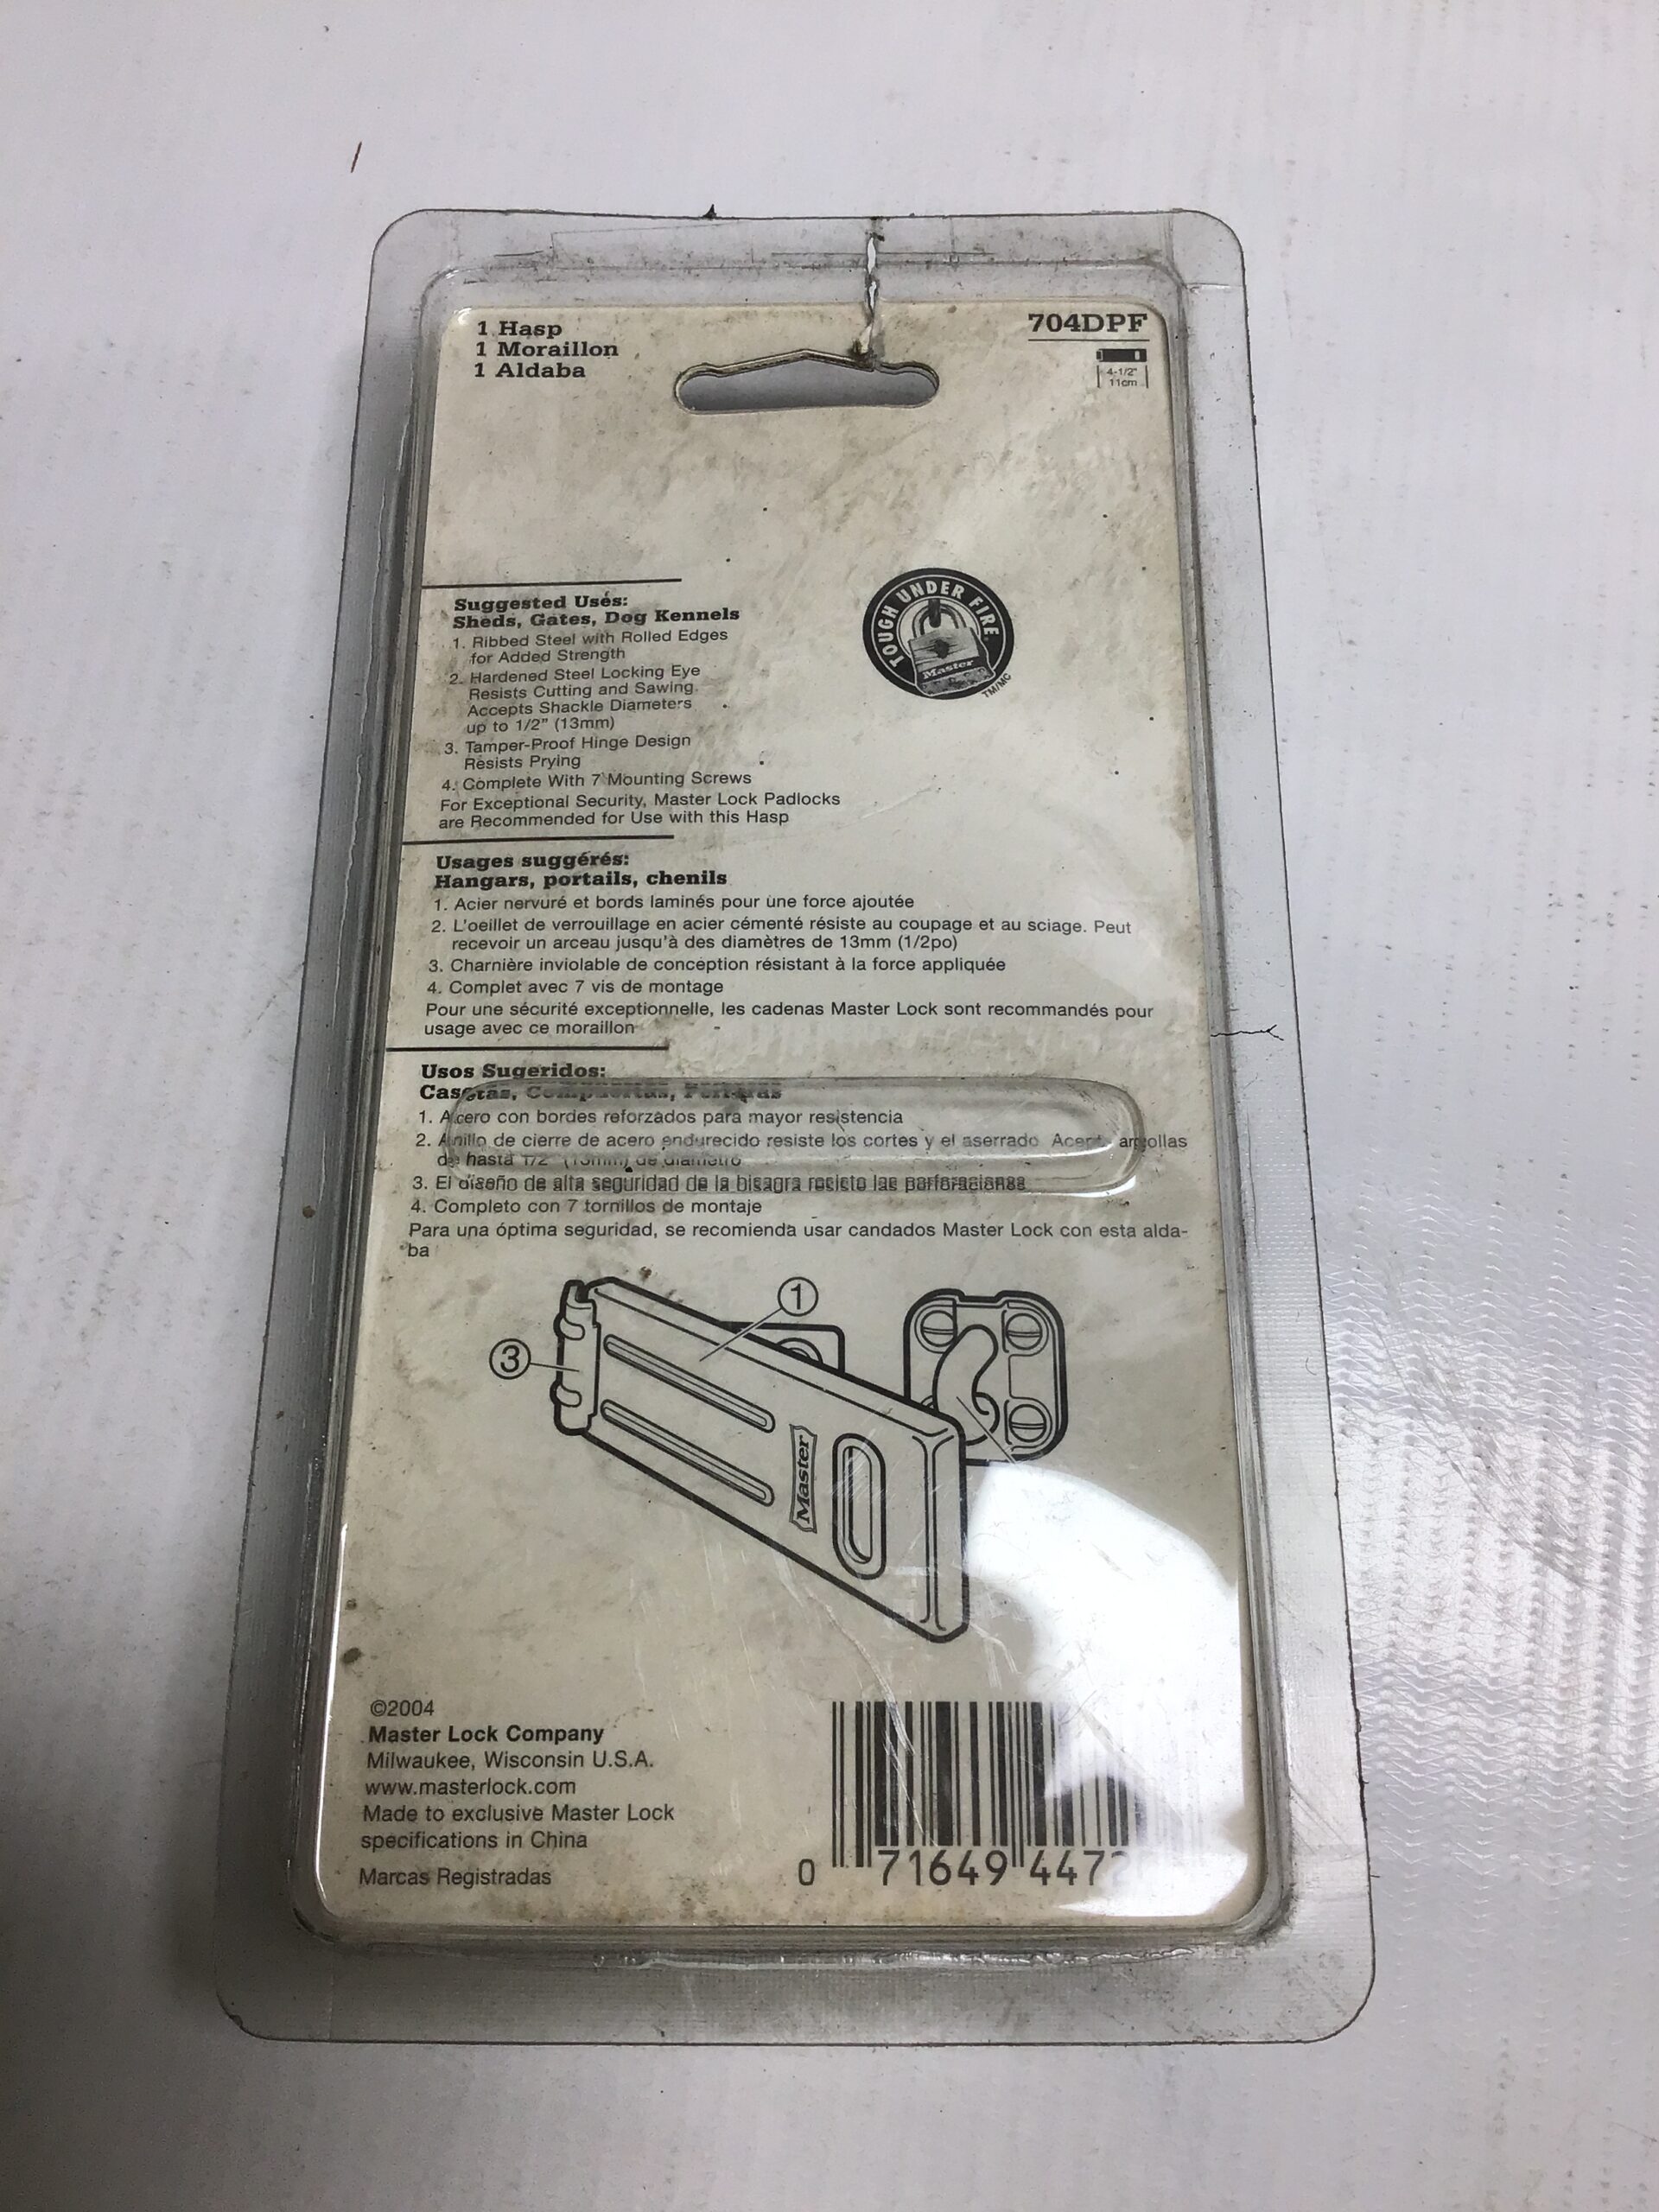 1 Hasp
1 Moraillon
1 Aldaba
704DPF
4-1/2"
11cm
TOUGH UNDER FIRE
Master
TM/MC
Suggested Uses:
Sheds, Gates, Dog Kennels
1. Ribbed Steel with Rolled Edges
for Added Strength
2. Hardened Steel Locking Eye
Resists Cutting and Sawing.
Accepts Shackle Diameters
up to 1/2" (13mm)
3. Tamper-Proof Hinge Design
Resists Prying
4. Complete With 7 Mounting Screws
For Exceptional Security, Master Lock Padlocks
are Recommended for Use with this Hasp
Usages suggérés:
Hangars, portails, chenils
1. Acier nervuré et bords laminés pour une force ajoutée
2. L'oeillet de verrouillage en acier cémenté résiste au coupage et au sciage. Peut
recevoir un arceau jusqu'à des diamètres de 13mm (1/2po)
3. Charnière inviolable de conception résistant à la force appliquée
4. Complet avec 7 vis de montage
Pour une sécurité exceptionnelle, les cadenas Master Lock sont recommandés pour
usage avec ce moraillon
Usos Sugeridos:
Casetas, Compuertas,
1. Acero con bordes reforzados para mayor resistencia
2. Anillo de cierre de acero endurecido resiste los cortes y el aserrado. Acepta argollas
de hasta 1/2" (13mm) de diámetro
3. El diseño de alta seguridad de la bisagra resiste las perforaciones
4. Completo con 7 tornillos de montaje
Para una óptima seguridad, se recomienda usar candados Master Lock con esta alda-
ba
1
3
Master
©2004
Master Lock Company
Milwaukee, Wisconsin U.S.A.
www.masterlock.com
Made to exclusive Master Lock
specifications in China
Marcas Registradas
0 71649 4472